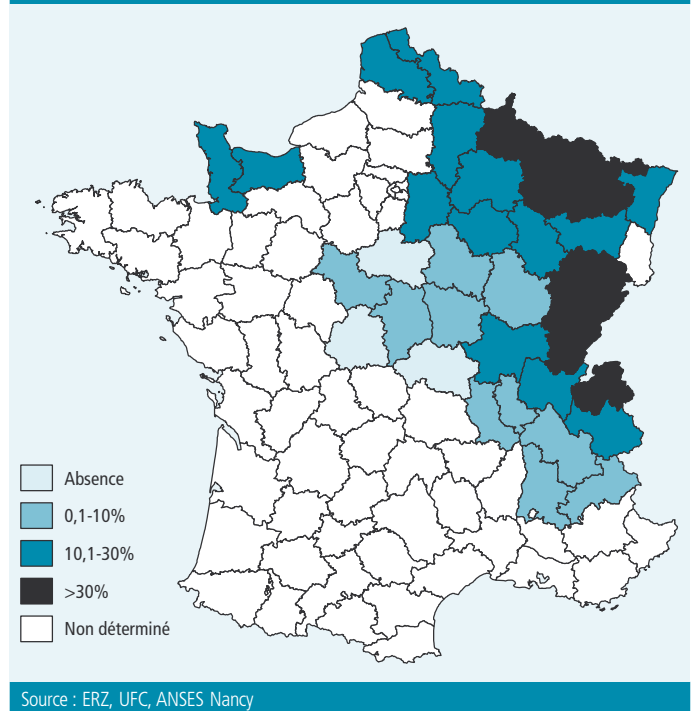 Absence
0,1-10%
10,1-30%
>30%
Non déterminé
Source : ERZ, UFC, ANSES Nancy